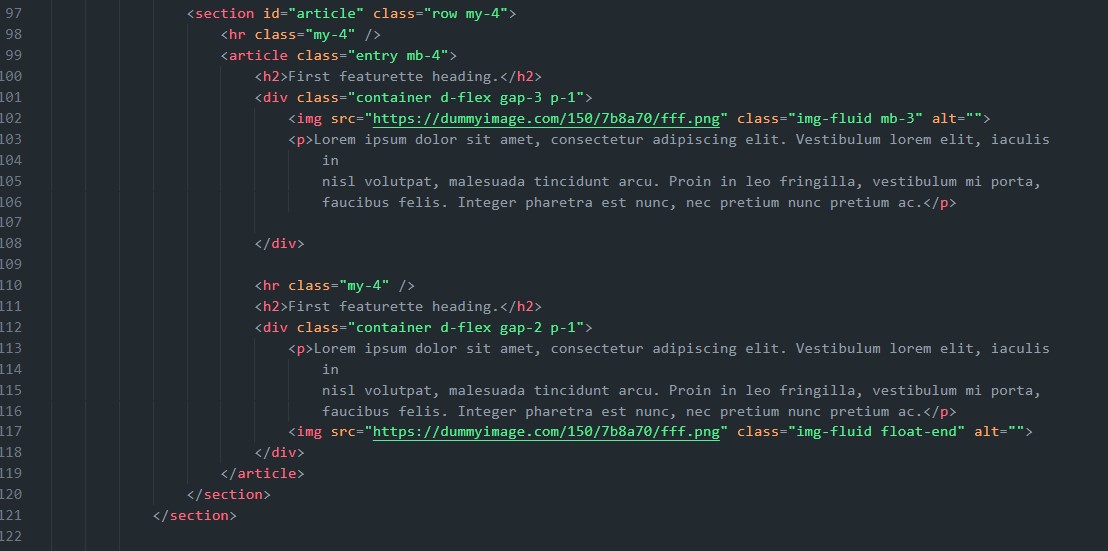 97 <section id="article" class="row my-4">
98 <hr class="my-4" />
99 <article class="entry mb-4">
100 <h2>First featurette heading.</h2>
101 <div class="container d-flex gap-3 p-1">
102 <img src="https://dummyimage.com/150/7b8a70/fff.png" class="img-fluid mb-3" alt="">
103 <p>Lorem ipsum dolor sit amet, consectetur adipiscing elit. Vestibulum lorem elit, iaculis
104 in
105 nisl volutpat, malesuada tincidunt arcu. Proin in leo fringilla, vestibulum mi porta,
106 faucibus felis. Integer pharetra est nunc, nec pretium nunc pretium ac.</p>
107
108 </div>
109
110 <hr class="my-4" />
111 <h2>First featurette heading.</h2>
112 <div class="container d-flex gap-2 p-1">
113 <p>Lorem ipsum dolor sit amet, consectetur adipiscing elit. Vestibulum lorem elit, iaculis
114 in
115 nisl volutpat, malesuada tincidunt arcu. Proin in leo fringilla, vestibulum mi porta,
116 faucibus felis. Integer pharetra est nunc, nec pretium nunc pretium ac.</p>
117 <img src="https://dummyimage.com/150/7b8a70/fff.png" class="img-fluid float-end" alt="">
118 </div>
119 </article>
120 </section>
121 </section>
122